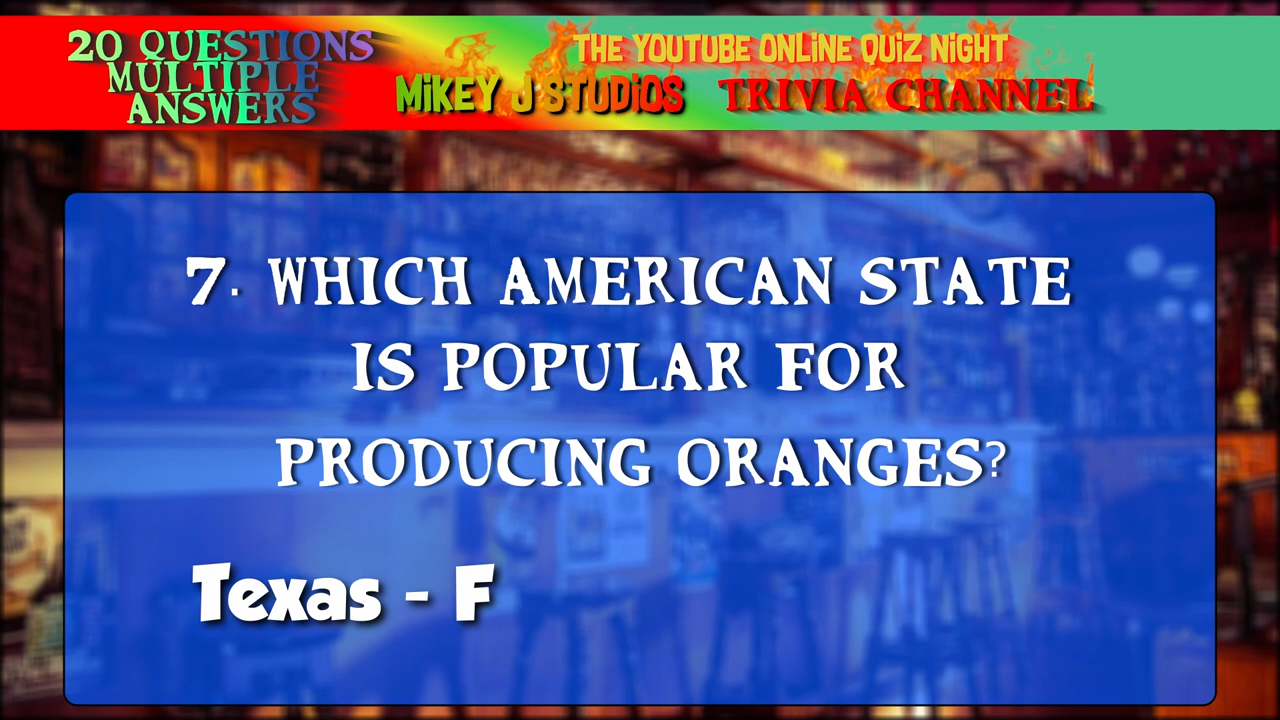 20 QUESTIONS
MULTIPLE
ANSWERS
THE YOUTUBE ONLINE QUIZ NIGHT
MIKEY J STUDIOS TRIVIA CHANNEL
7. WHICH AMERICAN STATE
IS POPULAR FOR
PRODUCING ORANGES?
Texas - F